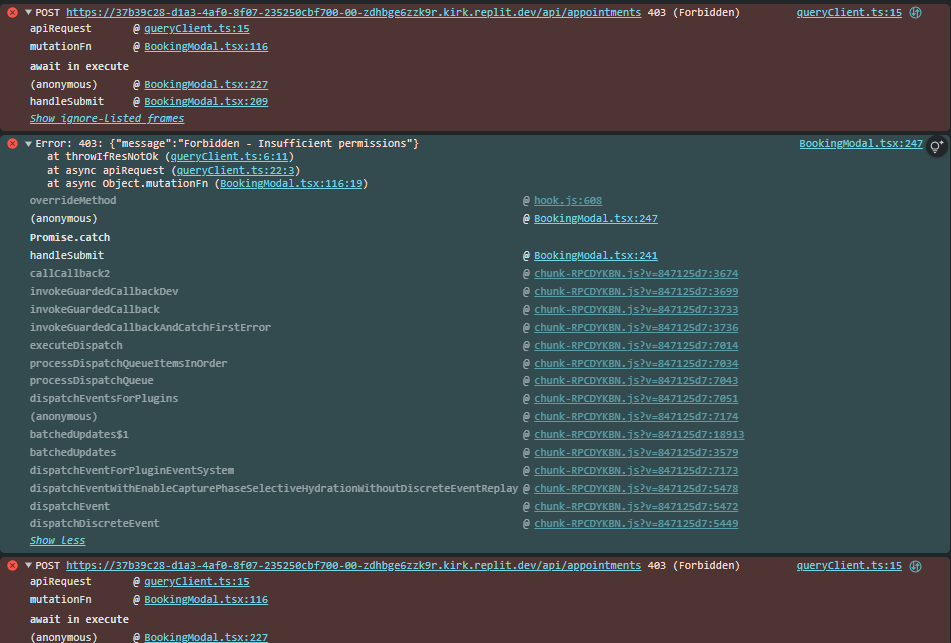 POST https://37b39c28-d1a3-4af0-8f07-235250cbf700-00-zdhbge6zzk9r.kirk.replit.dev/api/appointments 403 (Forbidden) queryClient.ts:15
apiRequest @ queryClient.ts:15
mutationFn @ BookingModal.tsx:116
await in execute
(anonymous) @ BookingModal.tsx:227
handleSubmit @ BookingModal.tsx:209
Show ignore-listed frames
Error: 403: {"message":"Forbidden - Insufficient permissions"} BookingModal.tsx:247
at throwIfResNotOk (queryClient.ts:6:11)
at async apiRequest (queryClient.ts:22:3)
at async Object.mutationFn (BookingModal.tsx:116:19)
overrideMethod @ hook.js:608
(anonymous) @ BookingModal.tsx:247
Promise.catch
handleSubmit @ BookingModal.tsx:241
callCallback2 @ chunk-RPCDYKBN.js?v=847125d7:3674
invokeGuardedCallbackDev @ chunk-RPCDYKBN.js?v=847125d7:3699
invokeGuardedCallback @ chunk-RPCDYKBN.js?v=847125d7:3733
invokeGuardedCallbackAndCatchFirstError @ chunk-RPCDYKBN.js?v=847125d7:3736
executeDispatch @ chunk-RPCDYKBN.js?v=847125d7:7014
processDispatchQueueItemsInOrder @ chunk-RPCDYKBN.js?v=847125d7:7034
processDispatchQueue @ chunk-RPCDYKBN.js?v=847125d7:7043
dispatchEventsForPlugins @ chunk-RPCDYKBN.js?v=847125d7:7051
(anonymous) @ chunk-RPCDYKBN.js?v=847125d7:7174
batchedUpdates$1 @ chunk-RPCDYKBN.js?v=847125d7:18913
batchedUpdates @ chunk-RPCDYKBN.js?v=847125d7:3579
dispatchEventForPluginEventSystem @ chunk-RPCDYKBN.js?v=847125d7:7173
dispatchEventWithEnableCapturePhaseSelectiveHydrationWithoutDiscreteEventReplay @ chunk-RPCDYKBN.js?v=847125d7:5478
dispatchEvent @ chunk-RPCDYKBN.js?v=847125d7:5472
dispatchDiscreteEvent @ chunk-RPCDYKBN.js?v=847125d7:5449
Show less
POST https://37b39c28-d1a3-4af0-8f07-235250cbf700-00-zdhbge6zzk9r.kirk.replit.dev/api/appointments 403 (Forbidden) queryClient.ts:15
apiRequest @ queryClient.ts:15
mutationFn @ BookingModal.tsx:116
await in execute
(anonymous) @ BookingModal.tsx:227